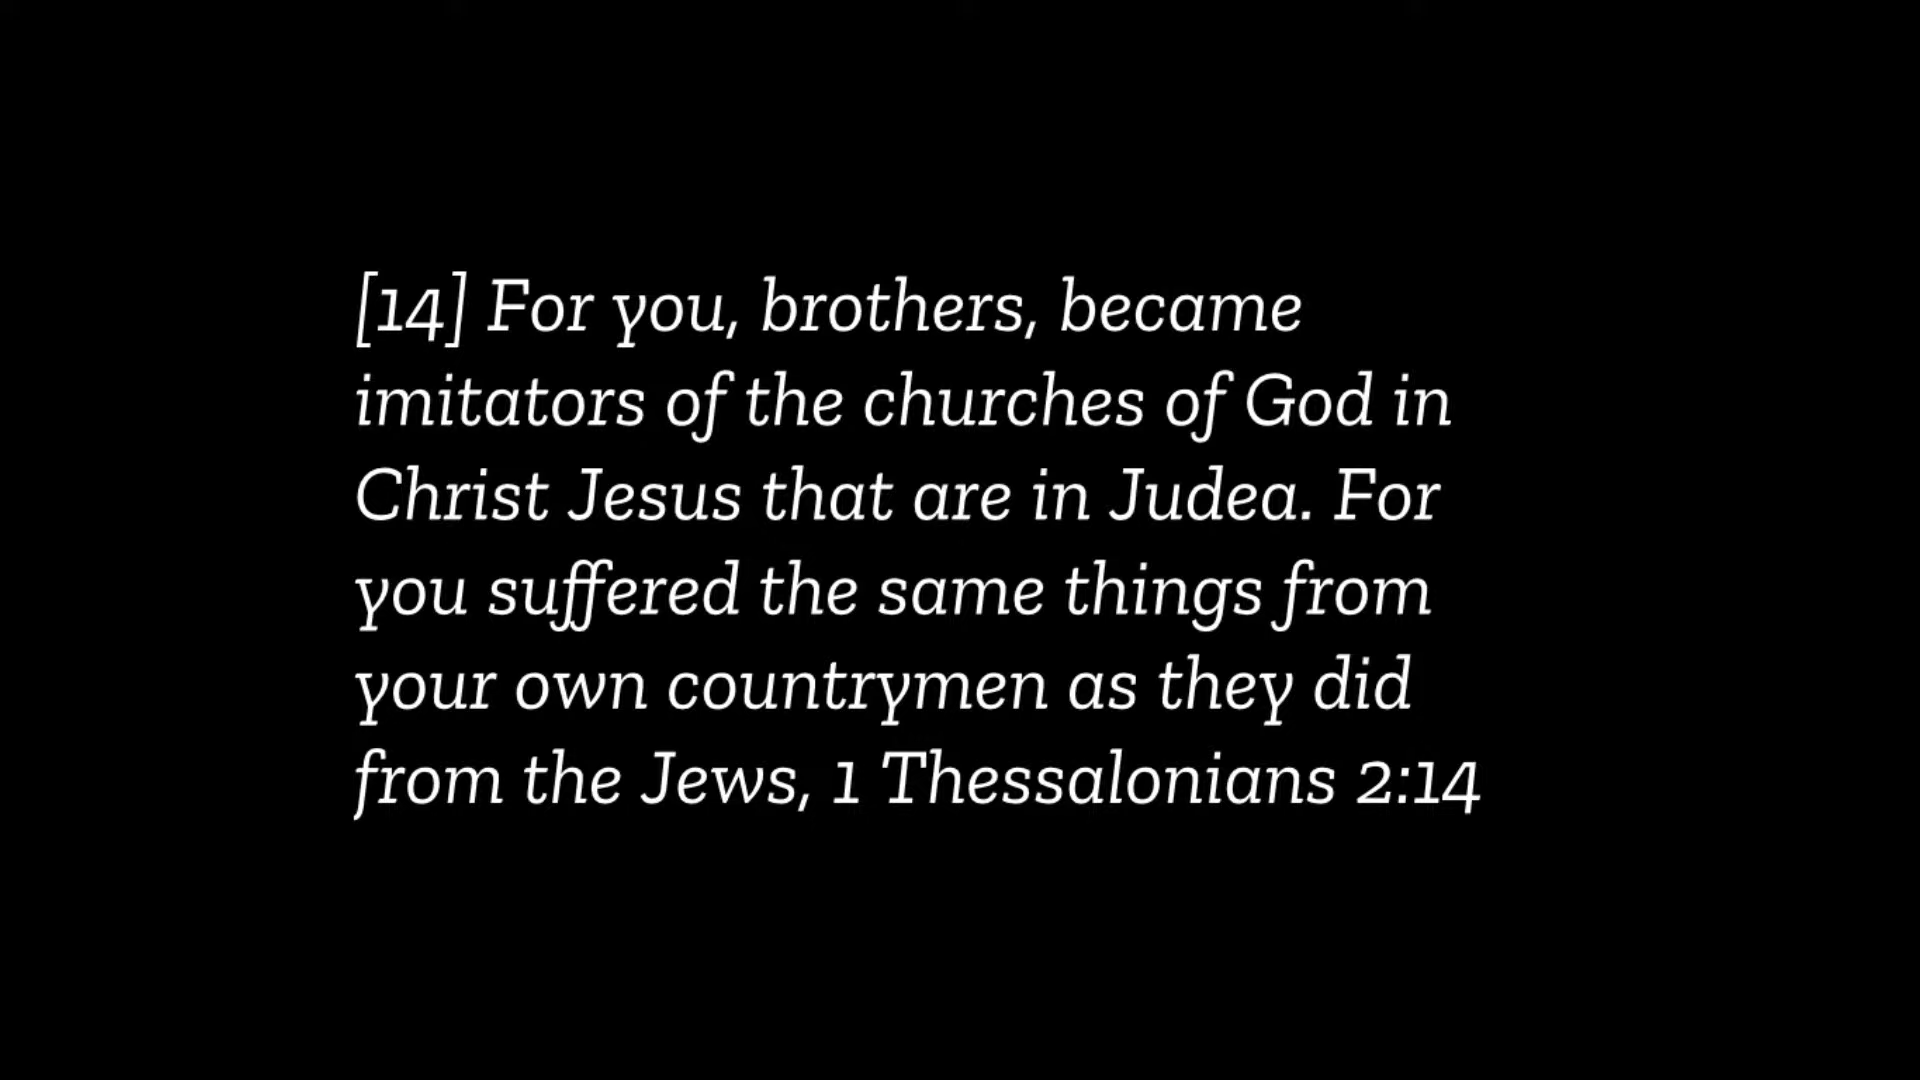 [14] For you, brothers, became
imitators of the churches of God in
Christ Jesus that are in Judea. For
you suffered the same things from
your own countrymen as they did
from the Jews, 1 Thessalonians 2:14